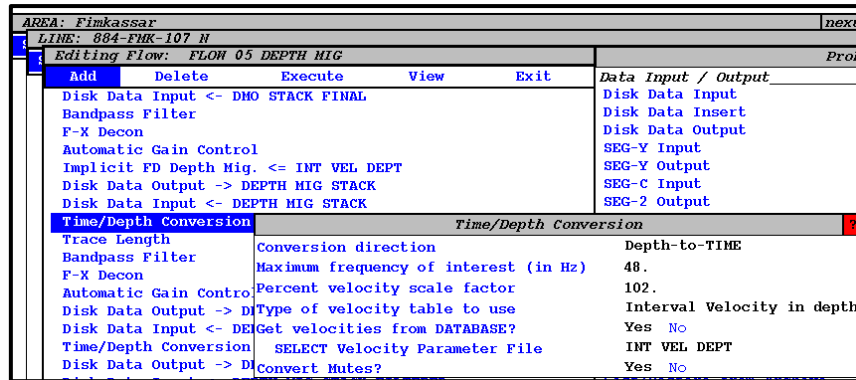 AREA: Fimkassar
LINE: 884-FMK-107 N
Editing Flow: FLOW 05 DEPTH MIG
Add Delete Execute View Exit
Data Input / Output
Disk Data Input <- DMO STACK FINAL
Disk Data Input
Bandpass Filter
Disk Data Insert
F-X Decon
Disk Data Output
Automatic Gain Control
SEG-Y Input
Implicit FD Depth Mig. <= INT VEL DEPT
SEG-Y Output
Disk Data Output -> DEPTH MIG STACK
SEG-C Input
Disk Data Input <- DEPTH MIG STACK
SEG-2 Output
Time/Depth Conversion
Trace Length
Bandpass Filter
F-X Decon
Automatic Gain Contro
Disk Data Output ->
Disk Data Input <-
Time/Depth Conversion
Disk Data Output ->
Time/Depth Conversion
?
Conversion direction Depth-to-TIME
Maximum frequency of interest (in Hz) 48.
Percent velocity scale factor 102.
Type of velocity table to use Interval Velocity in depth
Get velocities from DATABASE? Yes No
SELECT Velocity Parameter File INT VEL DEPT
Convert Mutes? Yes No